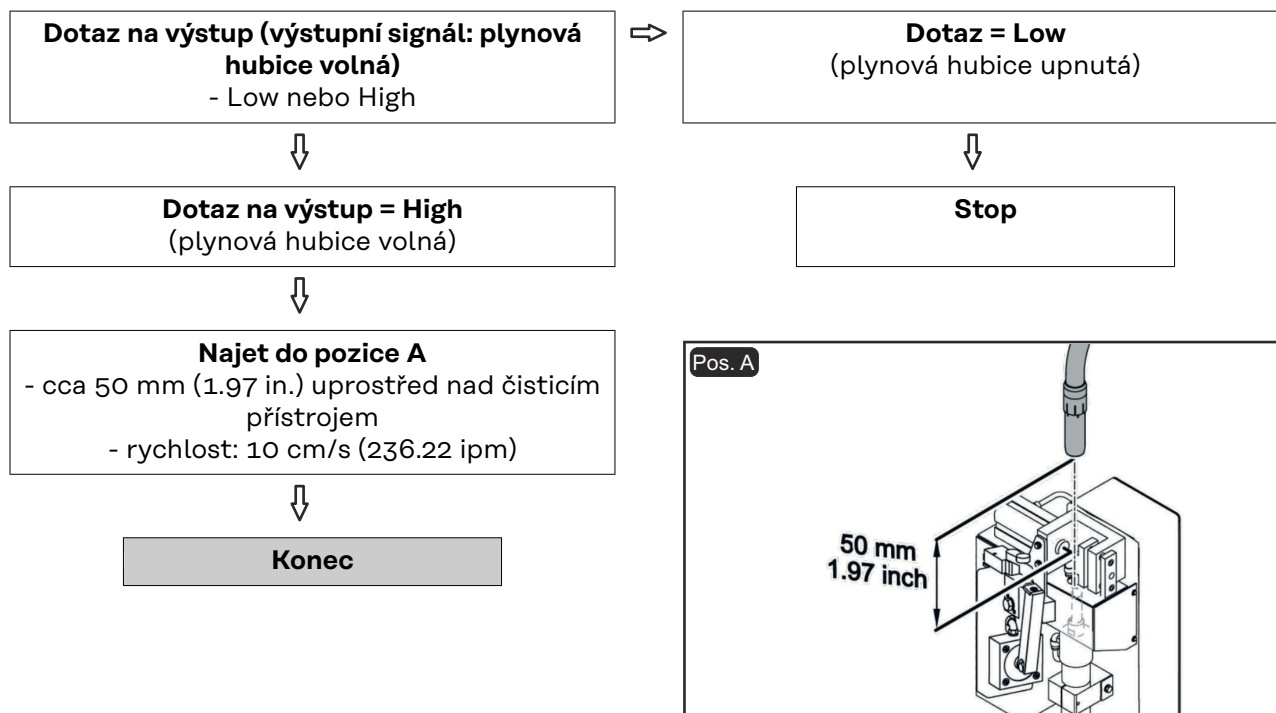 Dotaz na výstup (výstupní signál: plynová
hubice volná)
- Low nebo High
Dotaz = Low
(plynová hubice upnutá)
Dotaz na výstup = High
(plynová hubice volná)
Stop
Najet do pozice A
- cca 50 mm (1.97 in.) uprostřed nad čisticím
přístrojem
- rychlost: 10 cm/s (236.22 ipm)
Konec
Pos. A
50 mm
1.97 inch